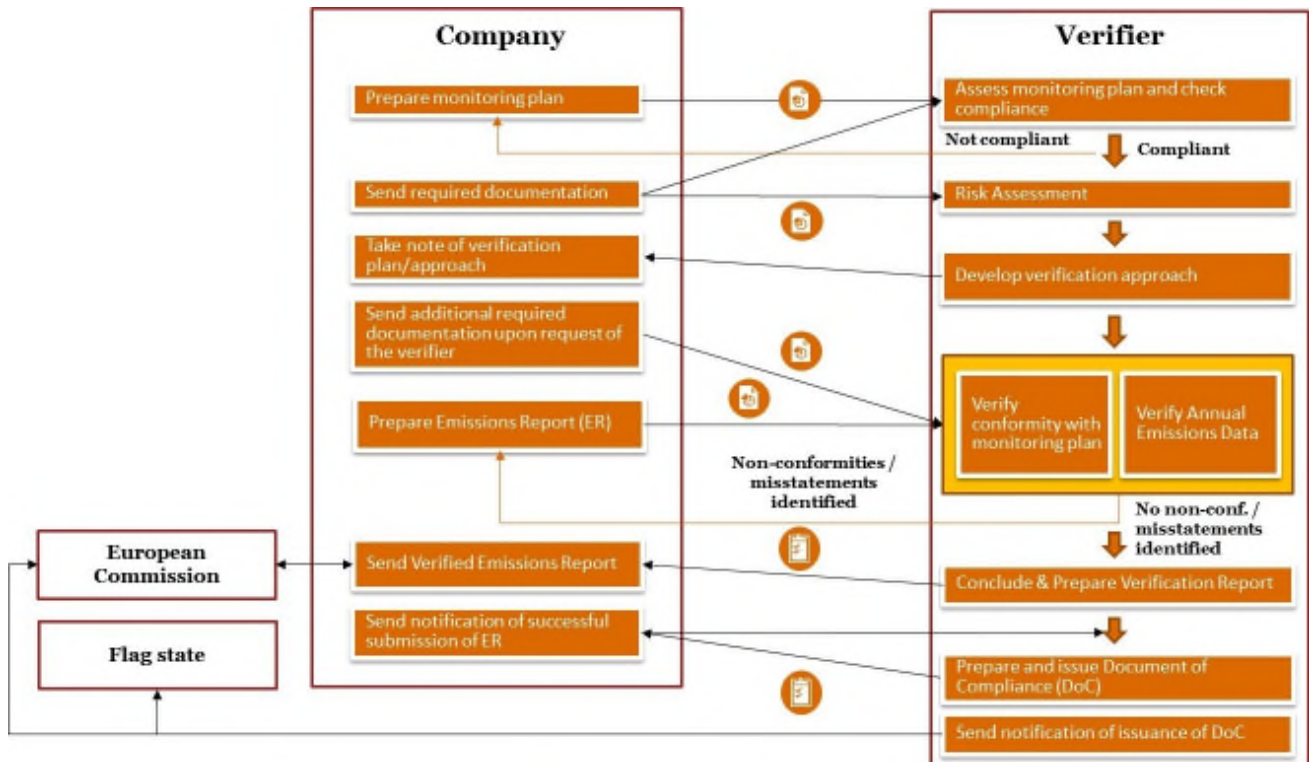 Company
Prepare monitoring plan
Send required documentation
Take note of verification
plan/approach
Send additional required
documentation upon request of
the verifier
Prepare Emissions Report (ER)
Send Verified Emissions Report
Send notification of successful
submission of ER
Verifier
Assess monitoring plan and check
compliance
Not compliant
Compliant
Risk Assessment
Develop verification approach
Verify
conformity with
monitoring plan
Verify Annual
Emissions Data
Non-conformities /
misstatements
identified
No non-conf. /
misstatements
identified
Conclude & Prepare Verification Report
Prepare and issue Document of
Compliance (DoC)
Send notification of issuance of DoC
European
Commission
Flag state